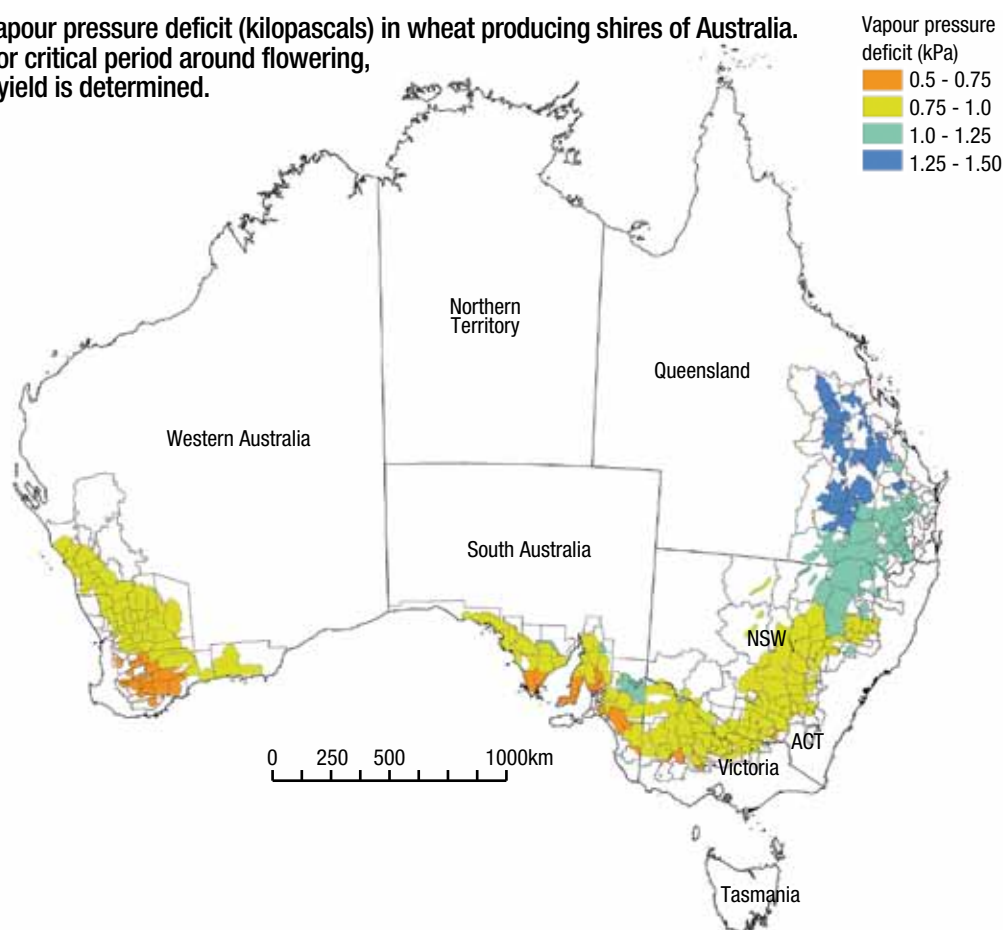 apour pressure deficit (kilopascals) in wheat producing shires of Australia.
or critical period around flowering,
yield is determined.
Vapour pressure
deficit (kPa)
0.5 - 0.75
0.75 - 1.0
1.0 - 1.25
1.25 - 1.50
Northern
Territory
Queensland
Western Australia
South Australia
NSW
ACT
Victoria
Tasmania
0 250 500 1000km